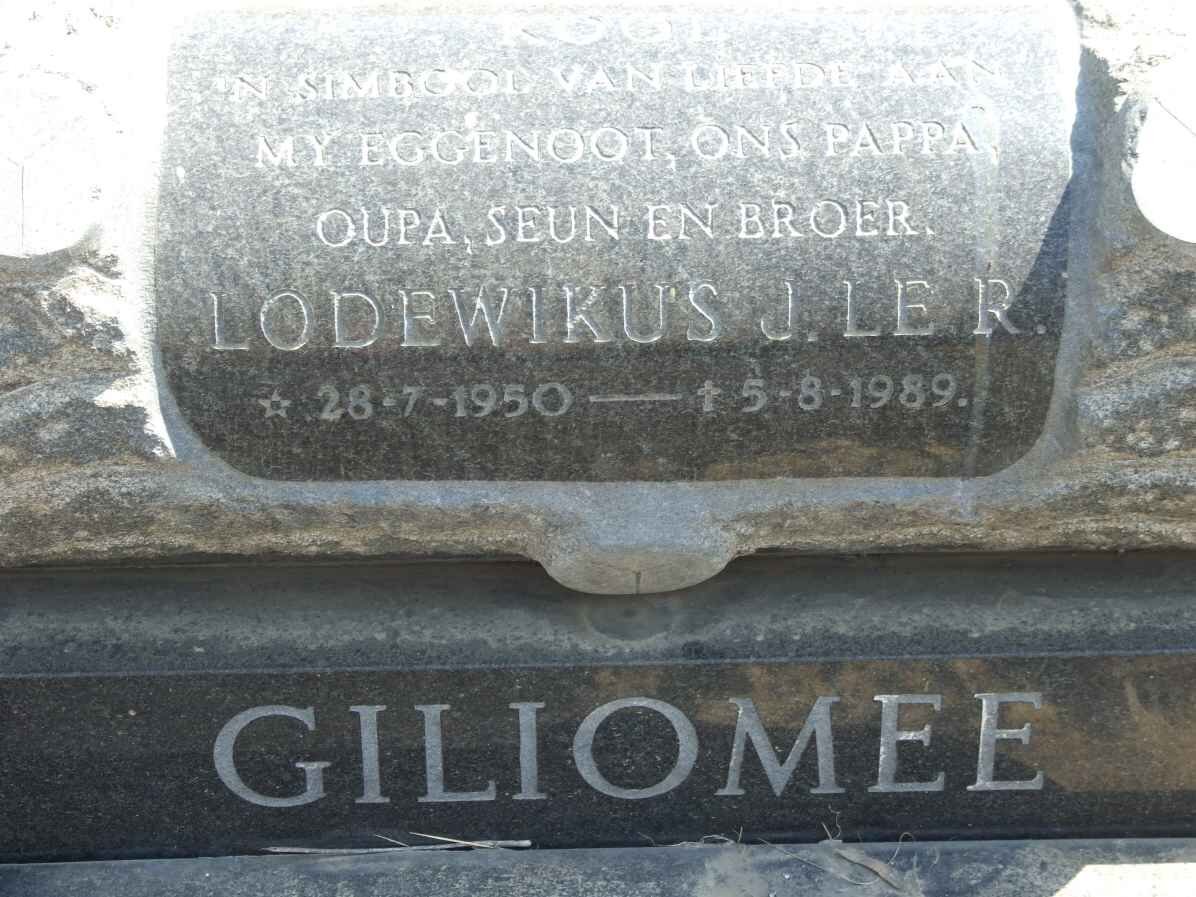 KOOL
'N SIMBOOL VAN LIEFDE AAN
MY EGGENOOT, ONS PAPPA,
OUPA, SEUN EN BROER.
LODEWIKUS J. LE R.
☆ 28-7-1950 — † 5-8-1989.
GILIOMEE